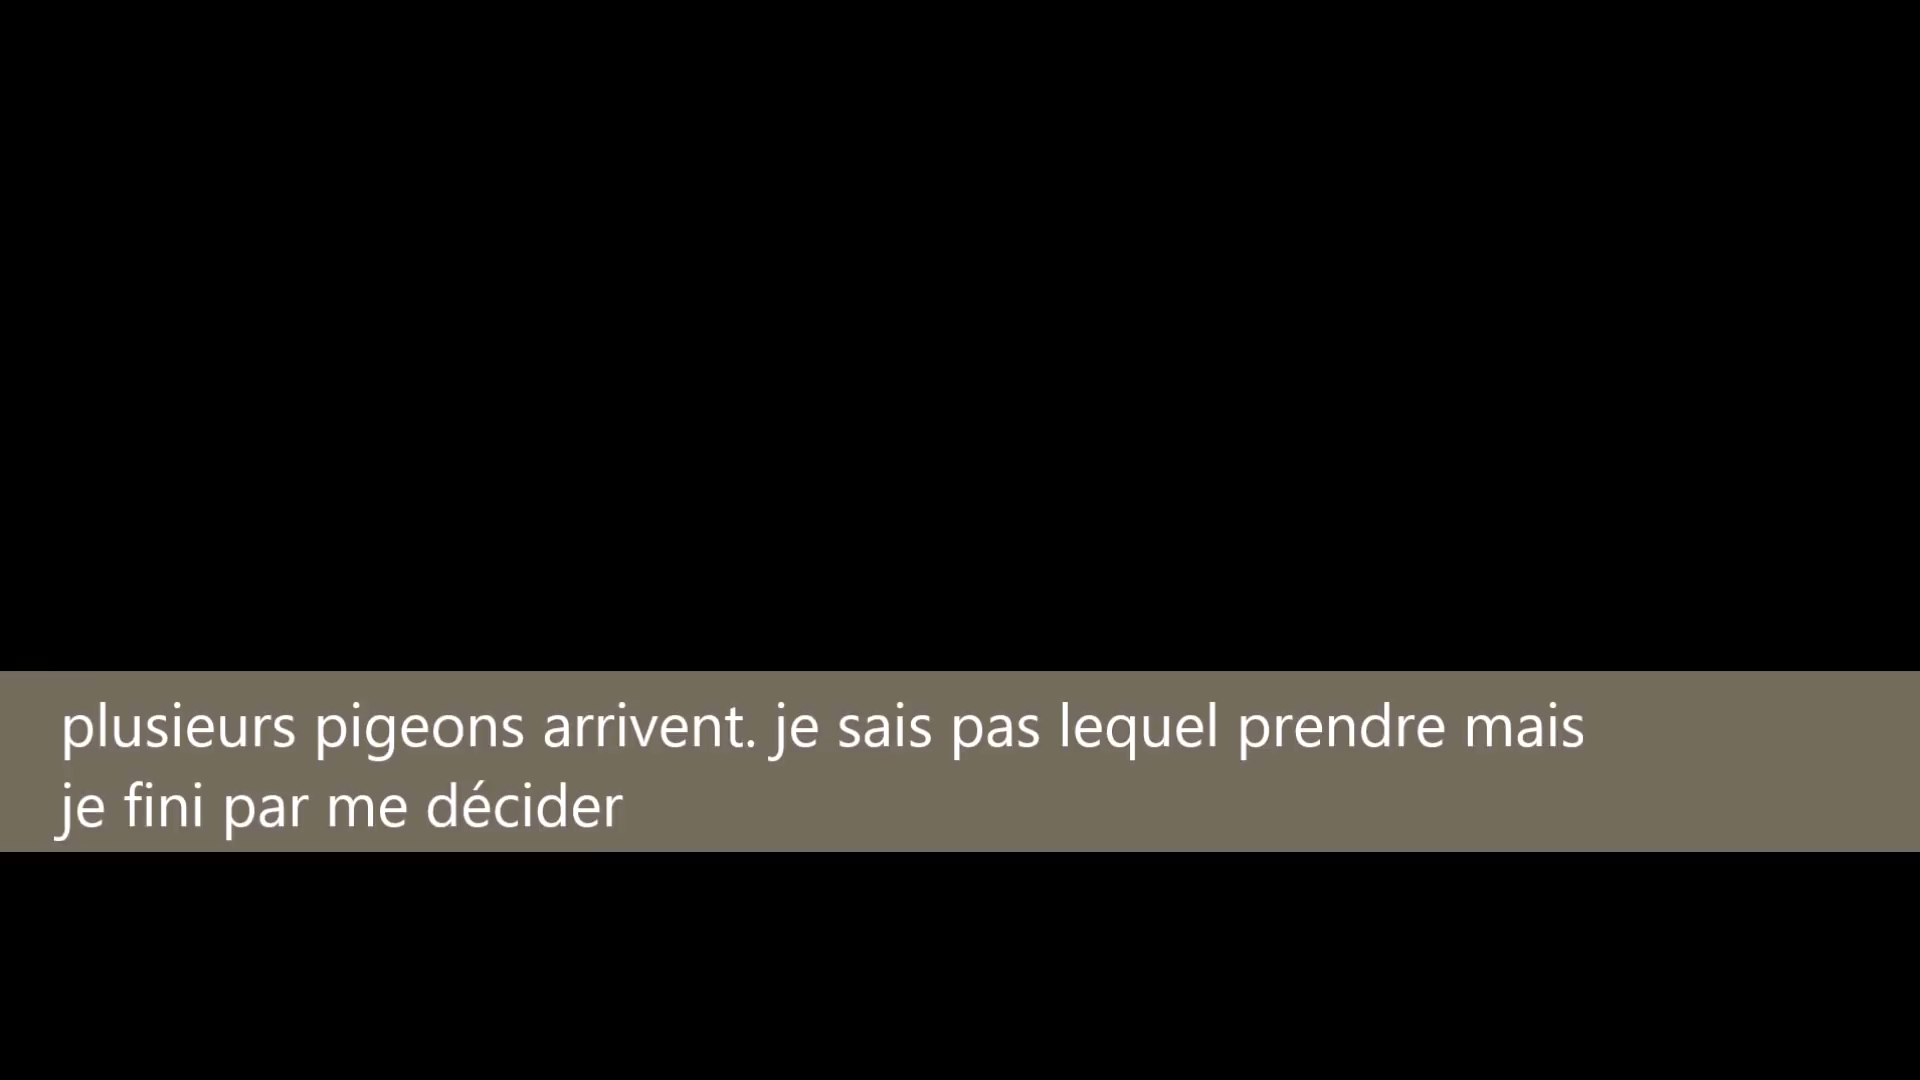 plusieurs pigeons arrivent. je sais pas lequel prendre mais
je fini par me décider